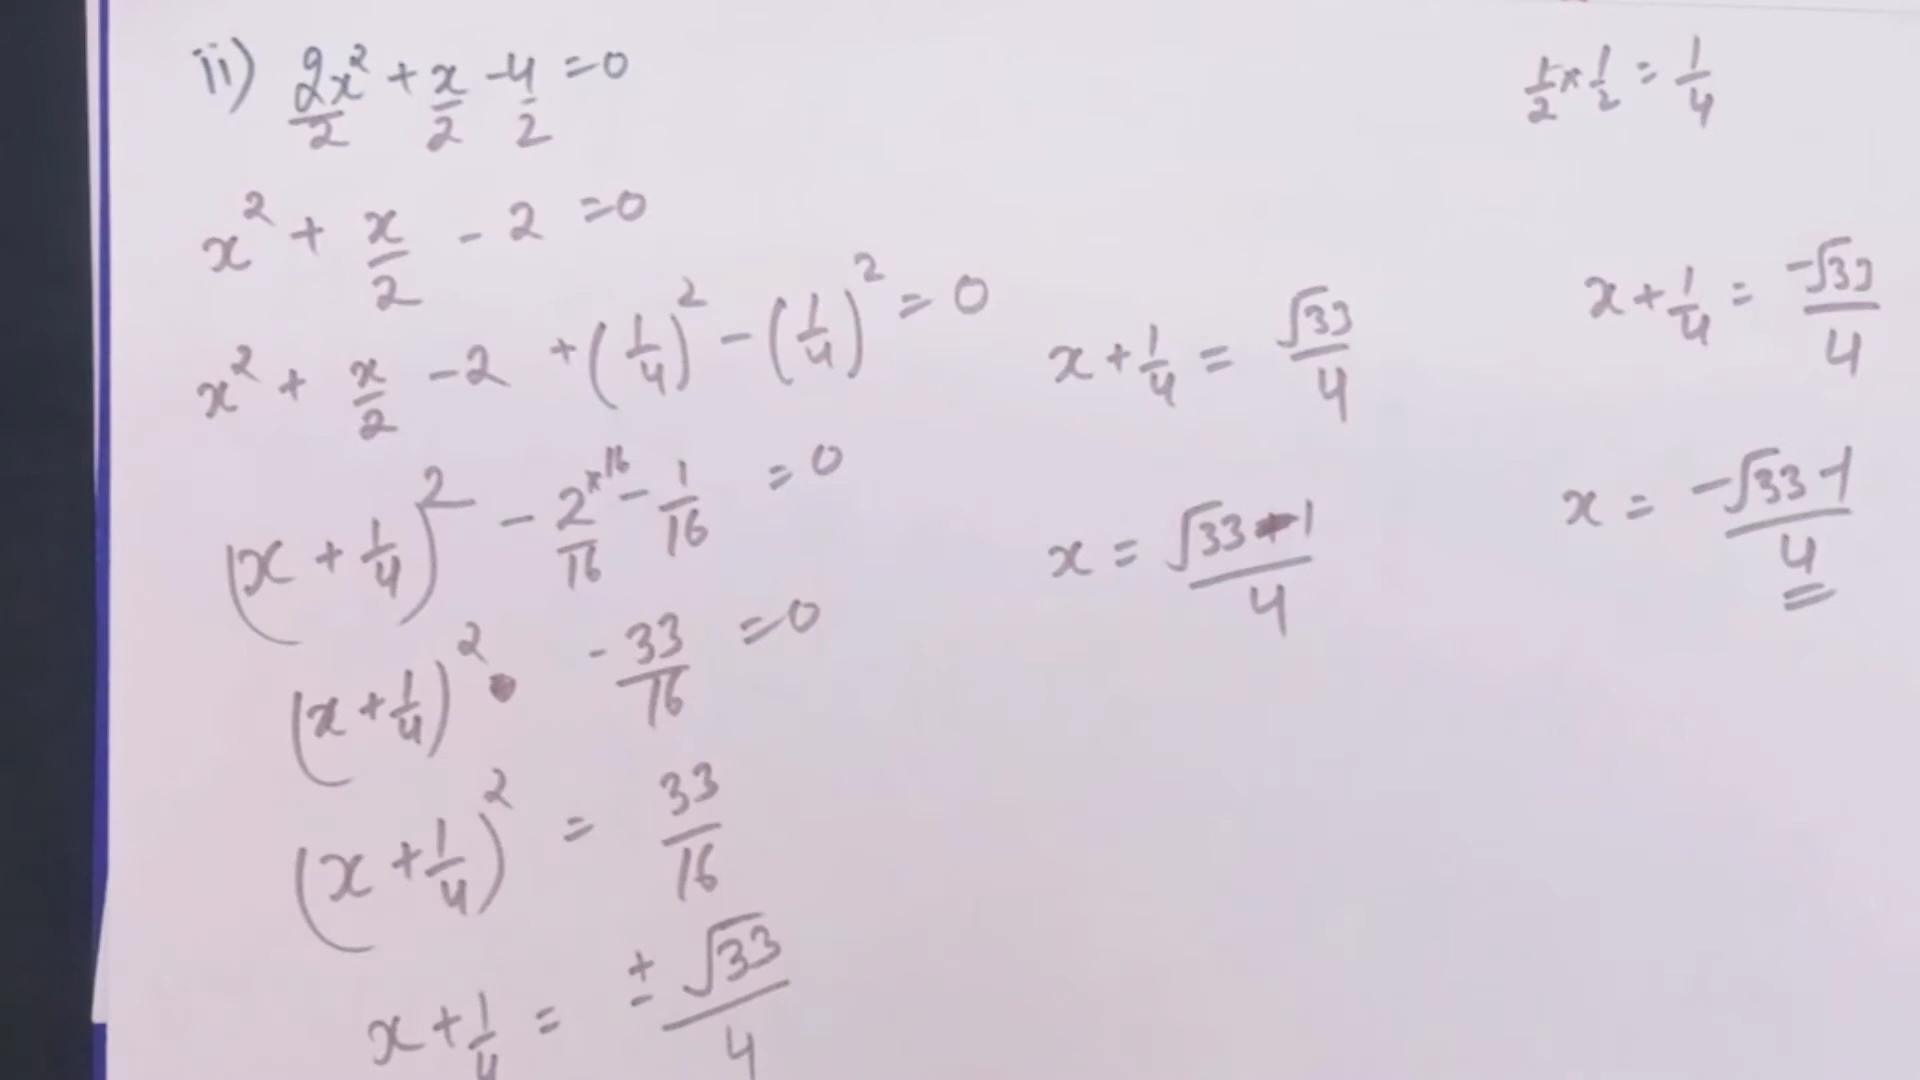 ii) 2x²/2 + x/2 - 4/2 = 0
x² + x/2 - 2 = 0
x² + x/2 - 2 + (1/4)² - (1/4)² = 0
(x + 1/4)² - 2×16/16 - 1/16 = 0
(x + 1/4)² - 33/16 = 0
(x + 1/4)² = 33/16
x + 1/4 = ± √33/4
x + 1/4 = √33/4
x = √33 - 1/4
1/2 × 1/2 = 1/4
x + 1/4 = -√33/4
x = -√33 - 1/4